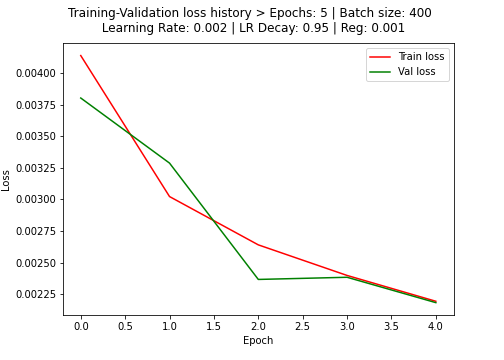 Training-Validation loss history > Epochs: 5 | Batch size: 400
Learning Rate: 0.002 | LR Decay: 0.95 | Reg: 0.001
Train loss
Val loss
0.00400
0.00375
0.00350
0.00325
0.00300
0.00275
0.00250
0.00225
Loss
0.0 0.5 1.0 1.5 2.0 2.5 3.0 3.5 4.0
Epoch